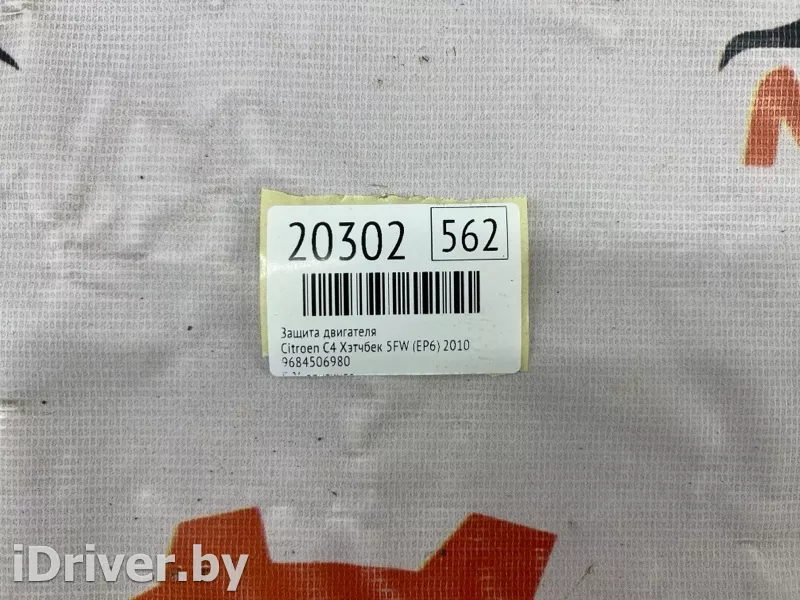 20302 562
Защита двигателя
Citroen C4 Хэтчбек 5FW (EP6) 2010
9684506980
iDriver.by